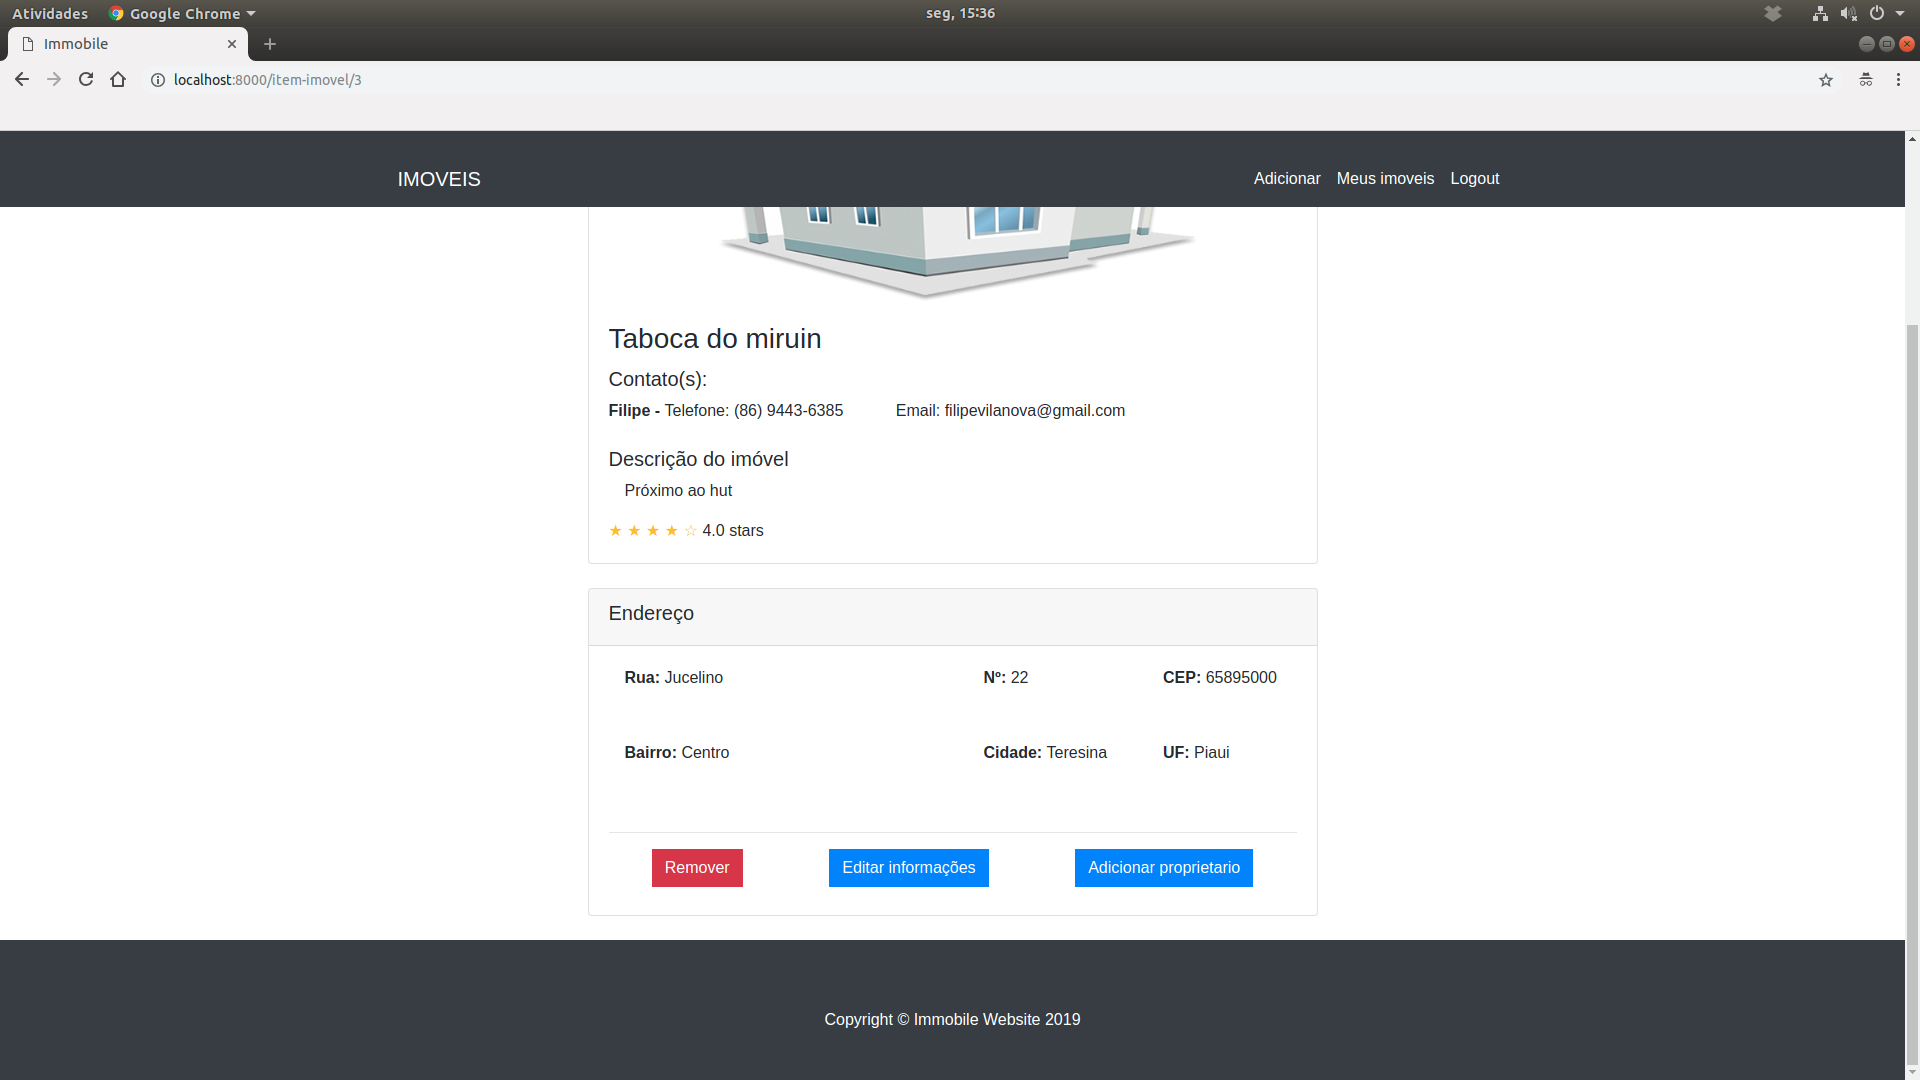 Atividades Google Chrome seg, 15:36
Immobile
localhost:8000/item-imovel/3
IMOVEIS Adicionar Meus imoveis Logout
Taboca do miruin
Contato(s):
Filipe - Telefone: (86) 9443-6385 Email: filipevilanova@gmail.com
Descrição do imóvel
Próximo ao hut
★ ★ ★ ★ ☆ 4.0 stars
Endereço
Rua: Jucelino Nº: 22 CEP: 65895000
Bairro: Centro Cidade: Teresina UF: Piaui
Remover Editar informações Adicionar proprietario
Copyright © Immobile Website 2019